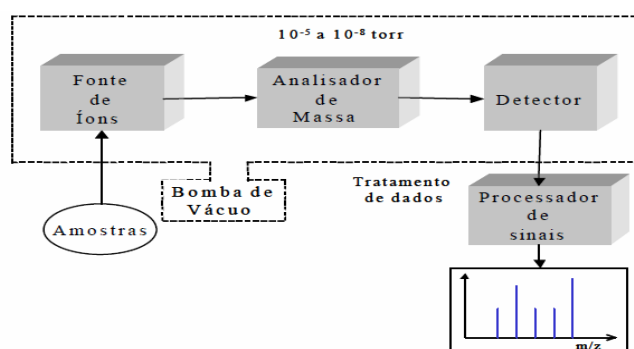 10⁻⁵ a 10⁻⁸ torr
Fonte
de
Íons
Analisador
de
Massa
Detector
Bomba de
Vácuo
Tratamento
de dados
Processador
de
sinais
Amostras
m/z